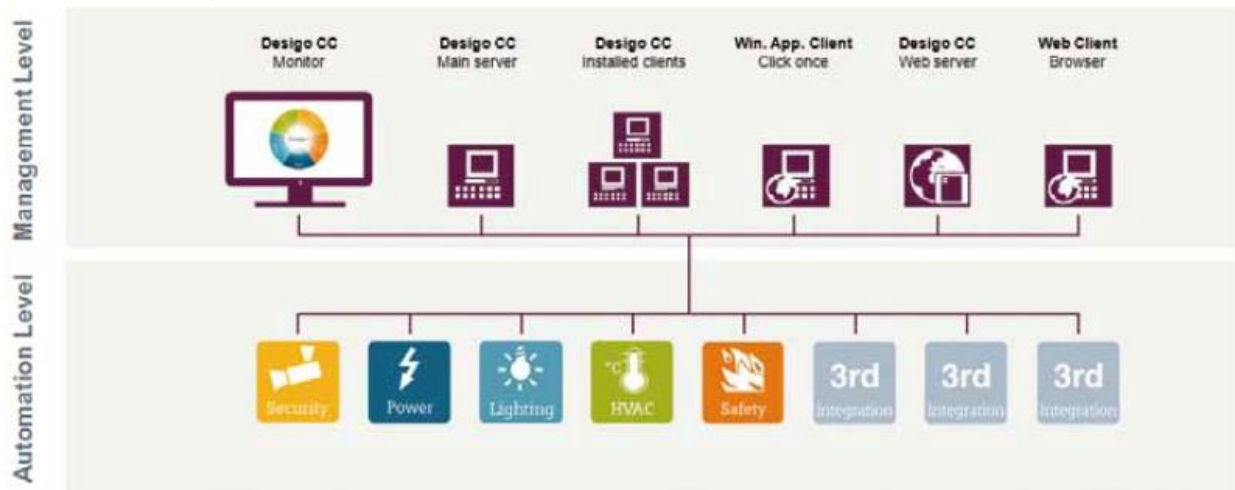 Management Level
Desigo CC
Monitor
Desigo CC
Main server
Desigo CC
Installed clients
Win. App. Client
Click once
Desigo CC
Web server
Web Client
Browser
Automation Level
Security
Power
Lighting
°C
HVAC
Safety
3rd
Integration
3rd
Integration
3rd
Integration